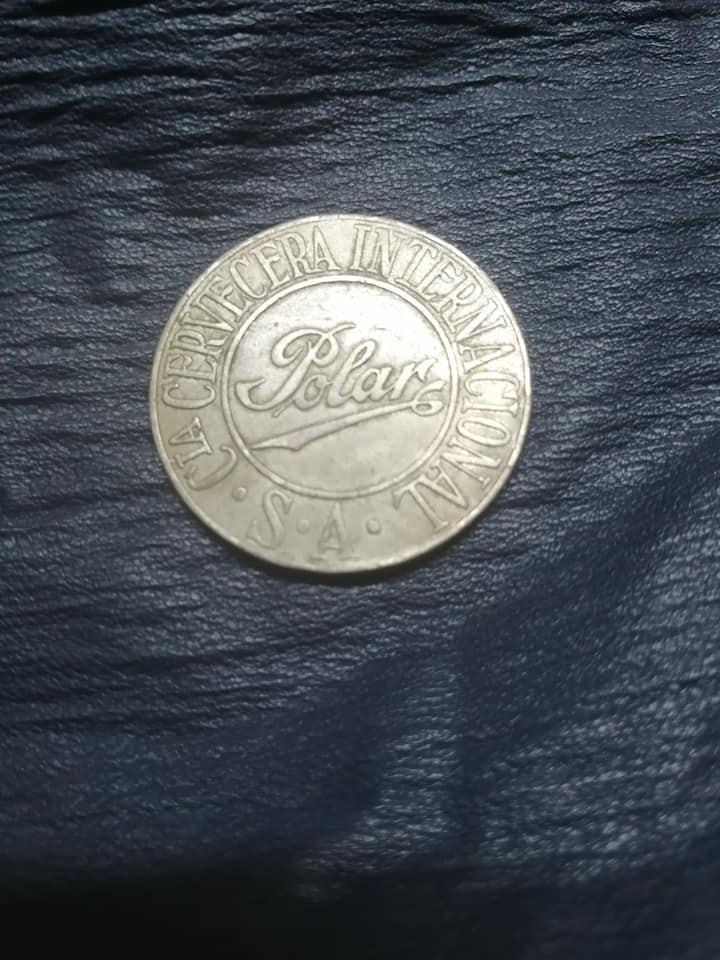 CIA CERVECERA INTERNACIONAL
· S · A ·
Polar